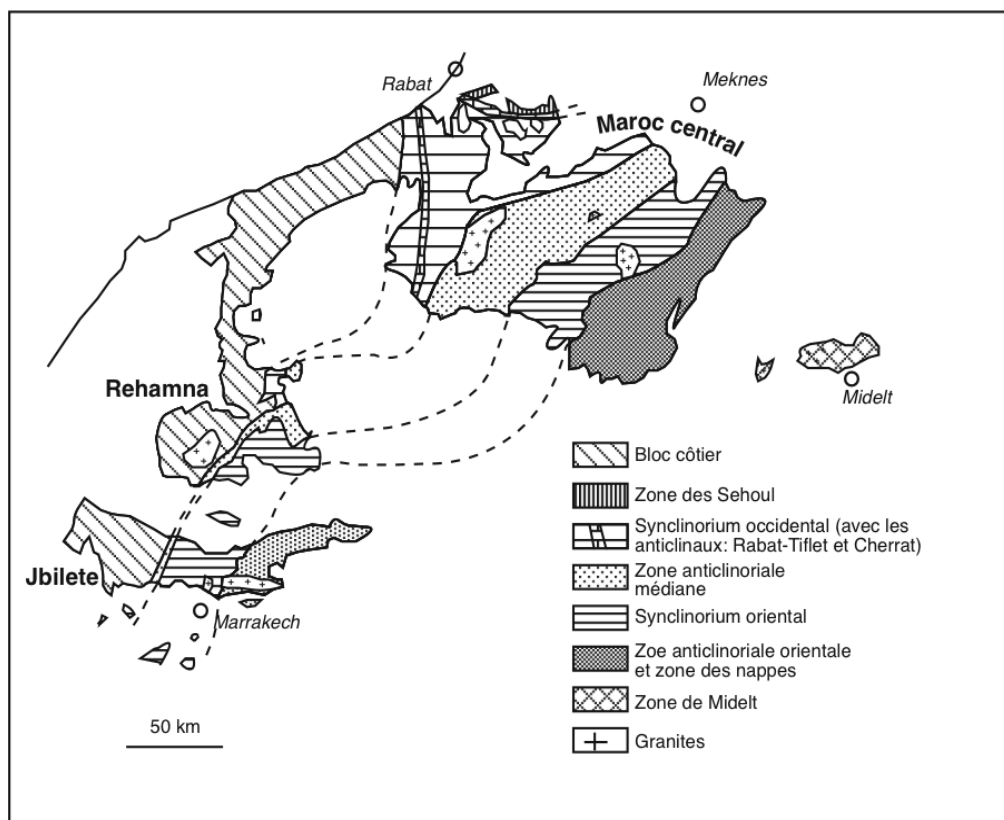 Rabat
Meknes
Maroc central
Rehamna
Midelt
Jbilete
Marrakech
50 km
Bloc côtier
Zone des Sehoul
Synclinorium occidental (avec les
anticlinaux: Rabat-Tiflet et Cherrat)
Zone anticlinoriale
médiane
Synclinorium oriental
Zoe anticlinoriale orientale
et zone des nappes
Zone de Midelt
Granites